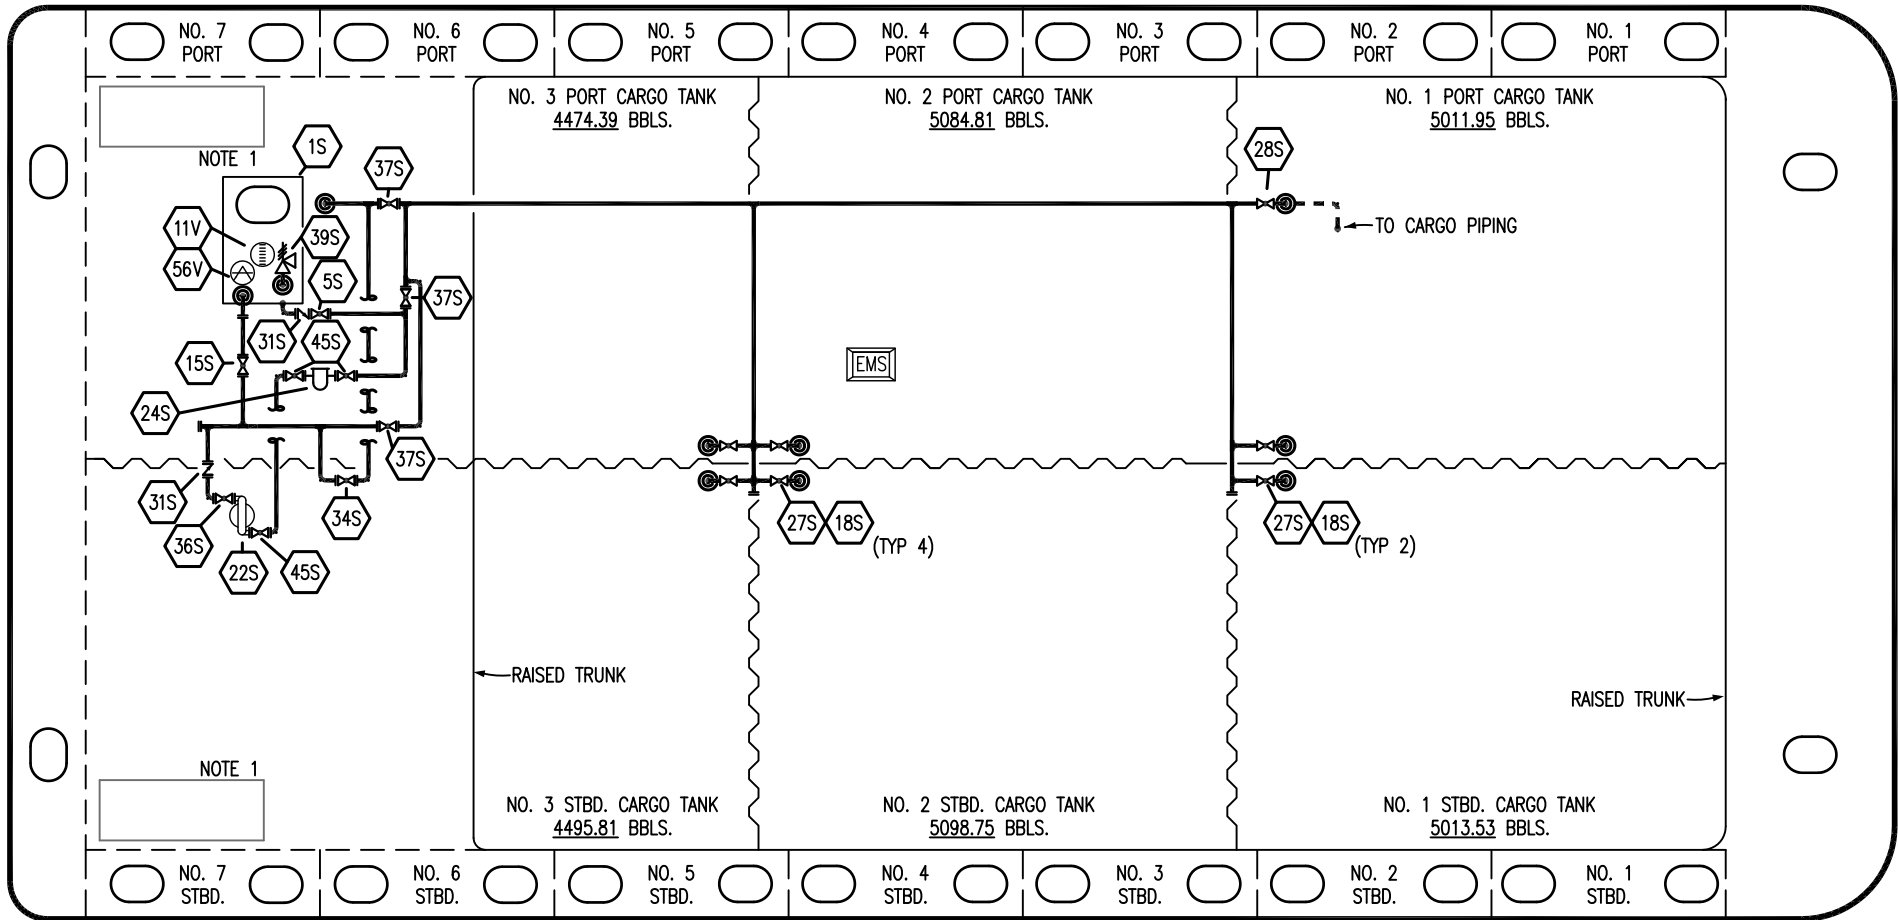 NO. 7
PORT
NO. 6
PORT
NO. 5
PORT
NO. 4
PORT
NO. 3
PORT
NO. 2
PORT
NO. 1
PORT
NO. 3 PORT CARGO TANK
4474.39 BBLS.
NO. 2 PORT CARGO TANK
5084.81 BBLS.
NO. 1 PORT CARGO TANK
5011.95 BBLS.
NOTE 1
1S
37S
28S
11V
39S
TO CARGO PIPING
56V
5S
37S
31S
45S
15S
EMS
24S
37S
31S
34S
27S
18S
(TYP 4)
27S
18S
(TYP 2)
36S
22S
45S
RAISED TRUNK
RAISED TRUNK
NOTE 1
NO. 3 STBD. CARGO TANK
4495.81 BBLS.
NO. 2 STBD. CARGO TANK
5098.75 BBLS.
NO. 1 STBD. CARGO TANK
5013.53 BBLS.
NO. 7
STBD.
NO. 6
STBD.
NO. 5
STBD.
NO. 4
STBD.
NO. 3
STBD.
NO. 2
STBD.
NO. 1
STBD.